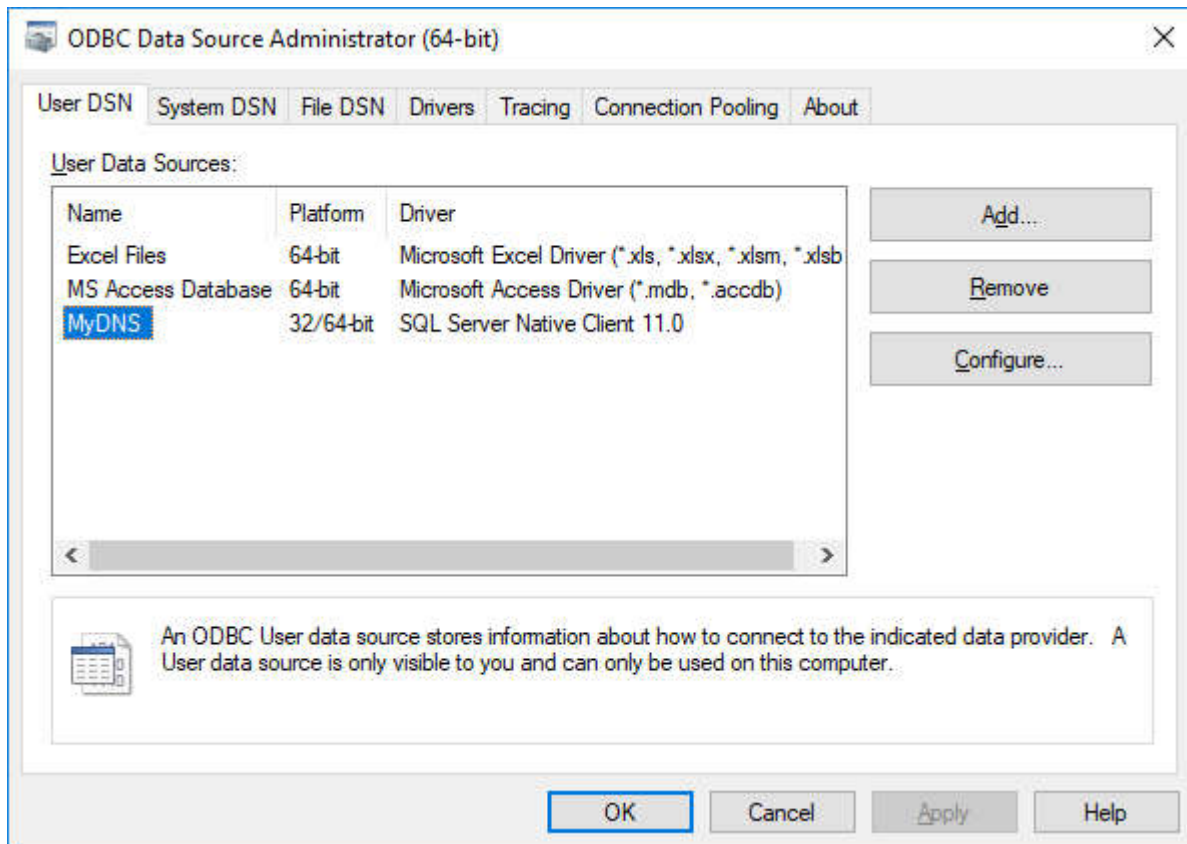 ODBC Data Source Administrator (64-bit)
User DSN System DSN File DSN Drivers Tracing Connection Pooling About
User Data Sources:
Name Platform Driver
Excel Files 64-bit Microsoft Excel Driver (*.xls, *.xlsx, *.xlsm, *.xlsb
MS Access Database 64-bit Microsoft Access Driver (*.mdb, *.accdb)
MyDNS 32/64-bit SQL Server Native Client 11.0
Add...
Remove
Configure...
An ODBC User data source stores information about how to connect to the indicated data provider. A
User data source is only visible to you and can only be used on this computer.
OK Cancel Apply Help